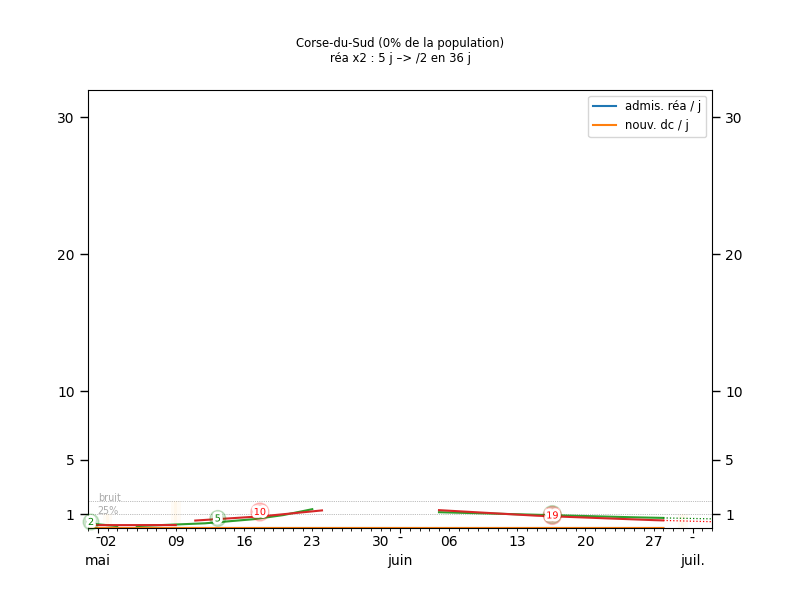 Corse-du-Sud (0% de la population)
réa x2 : 5 j –> /2 en 36 j
admis. réa / j
nouv. dc / j
30 30
20 20
10 10
5 5
bruit
25%
1 1
2 5 10 19
02 09 16 23 30 06 13 20 27
mai juin juil.